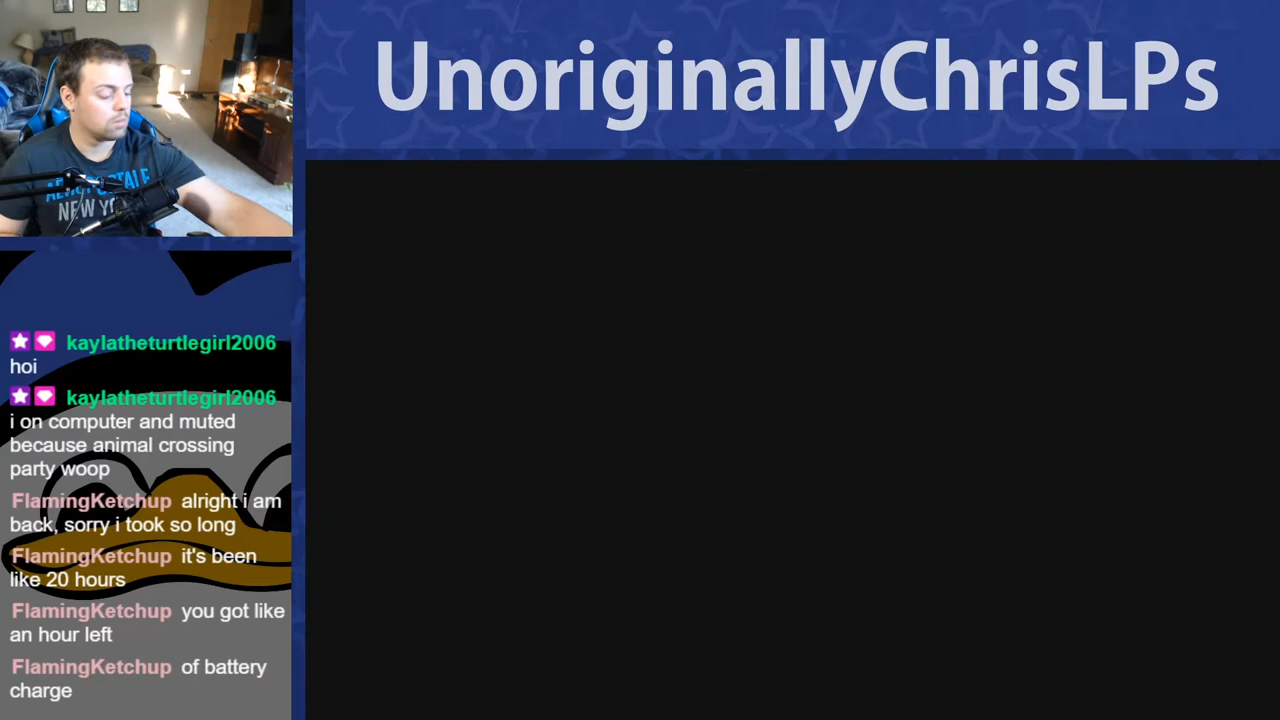 UnoriginallyChrisLPs
NEW YO
kaylatheturtlegirl2006
hoi
kaylatheturtlegirl2006
i on computer and muted
because animal crossing
party woop
FlamingKetchup alright i am
back, sorry i took so long
FlamingKetchup it's been
like 20 hours
FlamingKetchup you got like
an hour left
FlamingKetchup of battery
charge